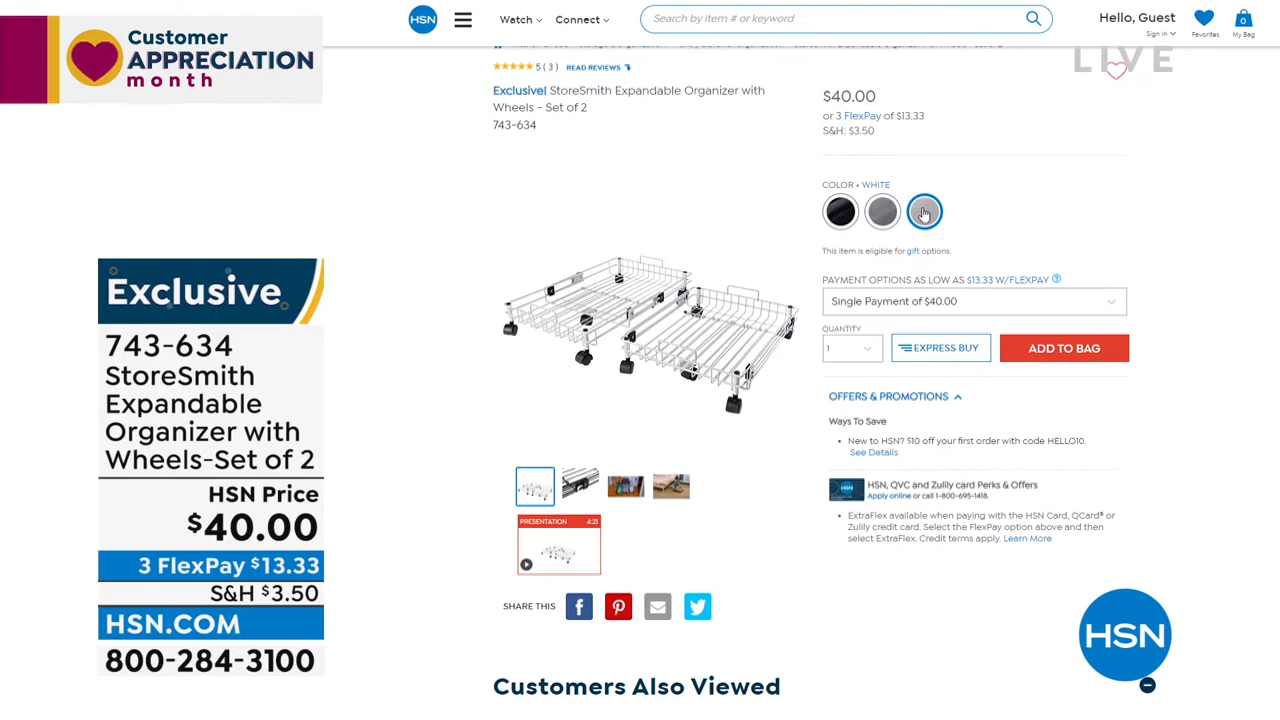 Customer
APPRECIATION
month
HSN
Watch
Connect
Search by item # or keyword
Hello, Guest
Sign in
Favorites
0
My Bag
LIVE
5 ( 3 )
READ REVIEWS
Exclusive! StoreSmith Expandable Organizer with
Wheels - Set of 2
743-634
$40.00
or 3 FlexPay of $13.33
S&H: $3.50
COLOR • WHITE
This item is eligible for gift options.
PAYMENT OPTIONS AS LOW AS $13.33 W/FLEXPAY ?
Single Payment of $40.00
QUANTITY
1
EXPRESS BUY
ADD TO BAG
OFFERS & PROMOTIONS
Ways To Save
• New to HSN? $10 off your first order with code HELLO10.
See Details
HSN, QVC and Zulily card Perks & Offers
Apply online or call 1-800-695-1418.
• ExtraFlex available when paying with the HSN Card, QCard® or
Zulily credit card. Select the FlexPay option above and then
select ExtraFlex. Credit terms apply. Learn More
PRESENTATION 4:21
SHARE THIS
Customers Also Viewed
Exclusive
743-634
StoreSmith
Expandable
Organizer with
Wheels-Set of 2
HSN Price
$40.00
3 FlexPay $13.33
S&H $3.50
HSN.COM
800-284-3100
HSN